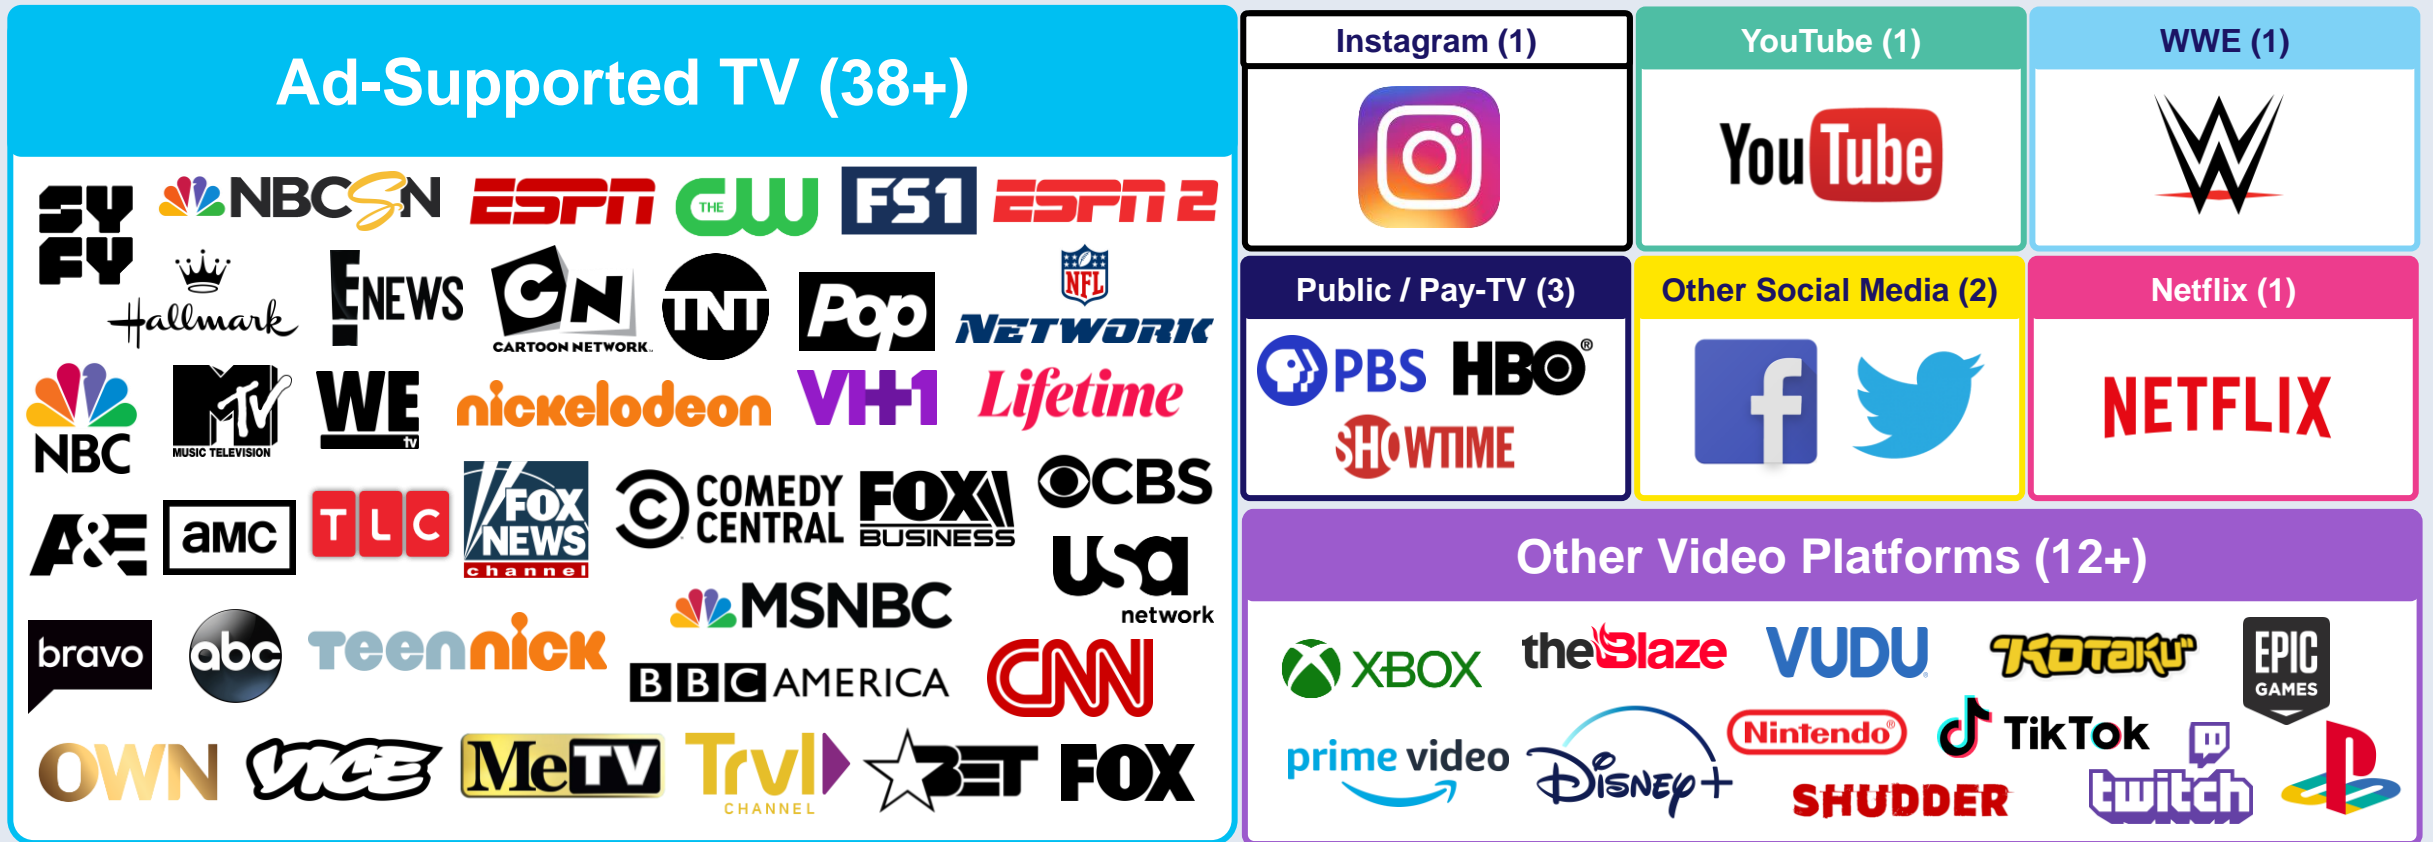 Ad-Supported TV (38+)
SYFY
NBCSN
ESPN
THE CW
FS1
ESPN 2
Hallmark
E! NEWS
CN
CARTOON NETWORK
TNT
Pop
NFL
NETWORK
NBC
MTV
MUSIC TELEVISION
WE
tv
nickelodeon
VH1
Lifetime
A&E
aMC
TLC
FOX
NEWS
channel
COMEDY
CENTRAL
FOX
BUSINESS
CBS
usa
network
bravo
abc
TEENNICK
MSNBC
BBC AMERICA
CNN
OWN
VICE
MeTV
Trvl
CHANNEL
BET
FOX
Instagram (1)
YouTube (1)
YouTube
WWE (1)
W
Public / Pay-TV (3)
PBS
HBO®
SHOWTIME
Other Social Media (2)
f
Netflix (1)
NETFLIX
Other Video Platforms (12+)
XBOX
theBlaze
VUDU
KOTAKU
EPIC
GAMES
prime video
DISNEY+
Nintendo®
TikTok
SHUDDER
twitch
P